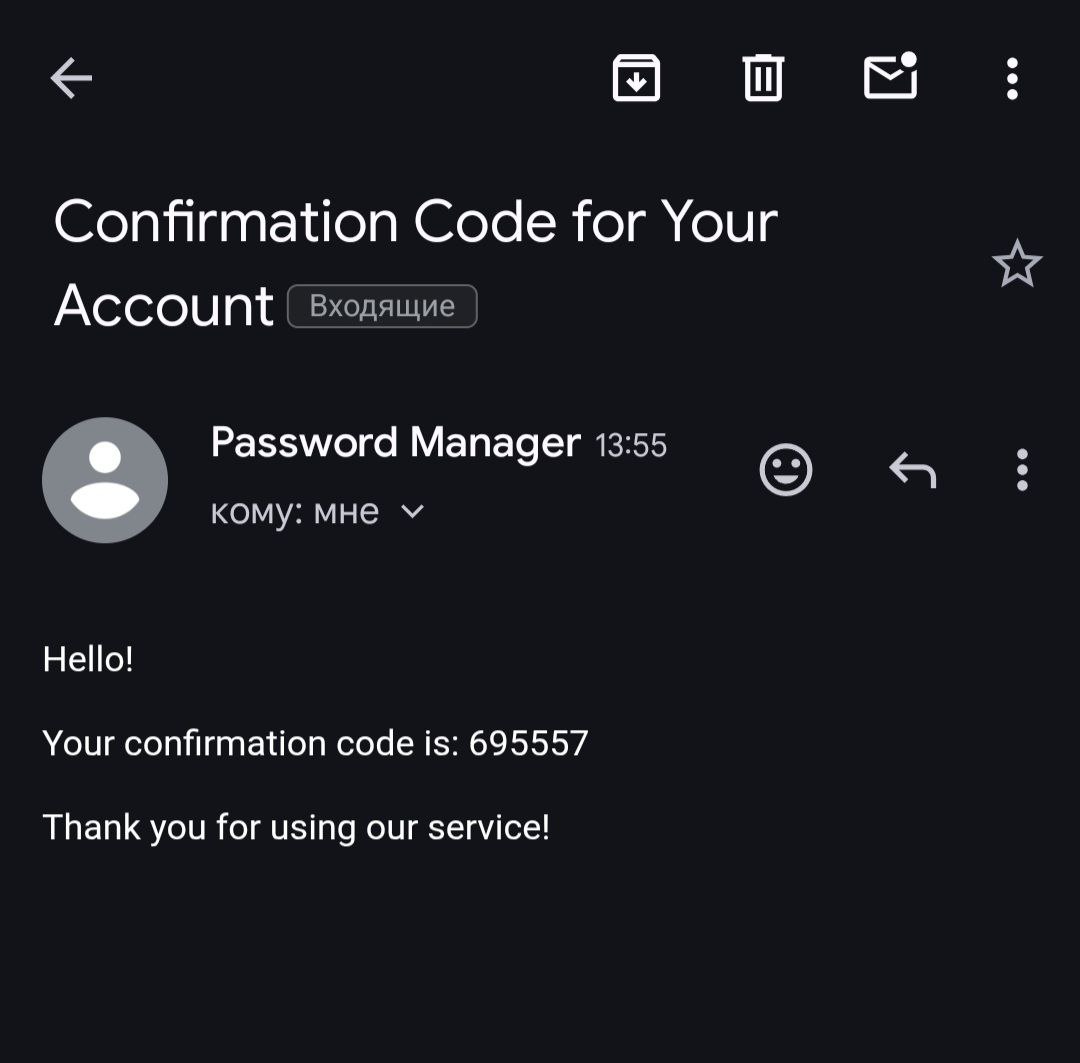 Confirmation Code for Your
Account Входящие
Password Manager 13:55
кому: мне
Hello!
Your confirmation code is: 695557
Thank you for using our service!